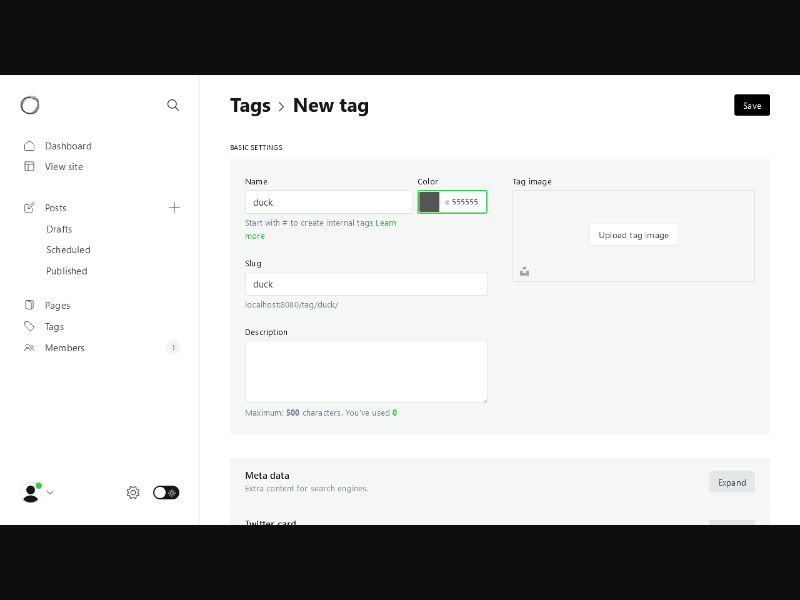 Tags > New tag
Save
Dashboard
View site
Posts
Drafts
Scheduled
Published
Pages
Tags
Members
1
BASIC SETTINGS
Name
duck
Start with # to create internal tags Learn
more
Color
# 555555
Slug
duck
localhost:8080/tag/duck/
Description
Maximum: 500 characters. You've used 0
Tag image
Upload tag image
Meta data
Extra content for search engines.
Expand
Twitter card